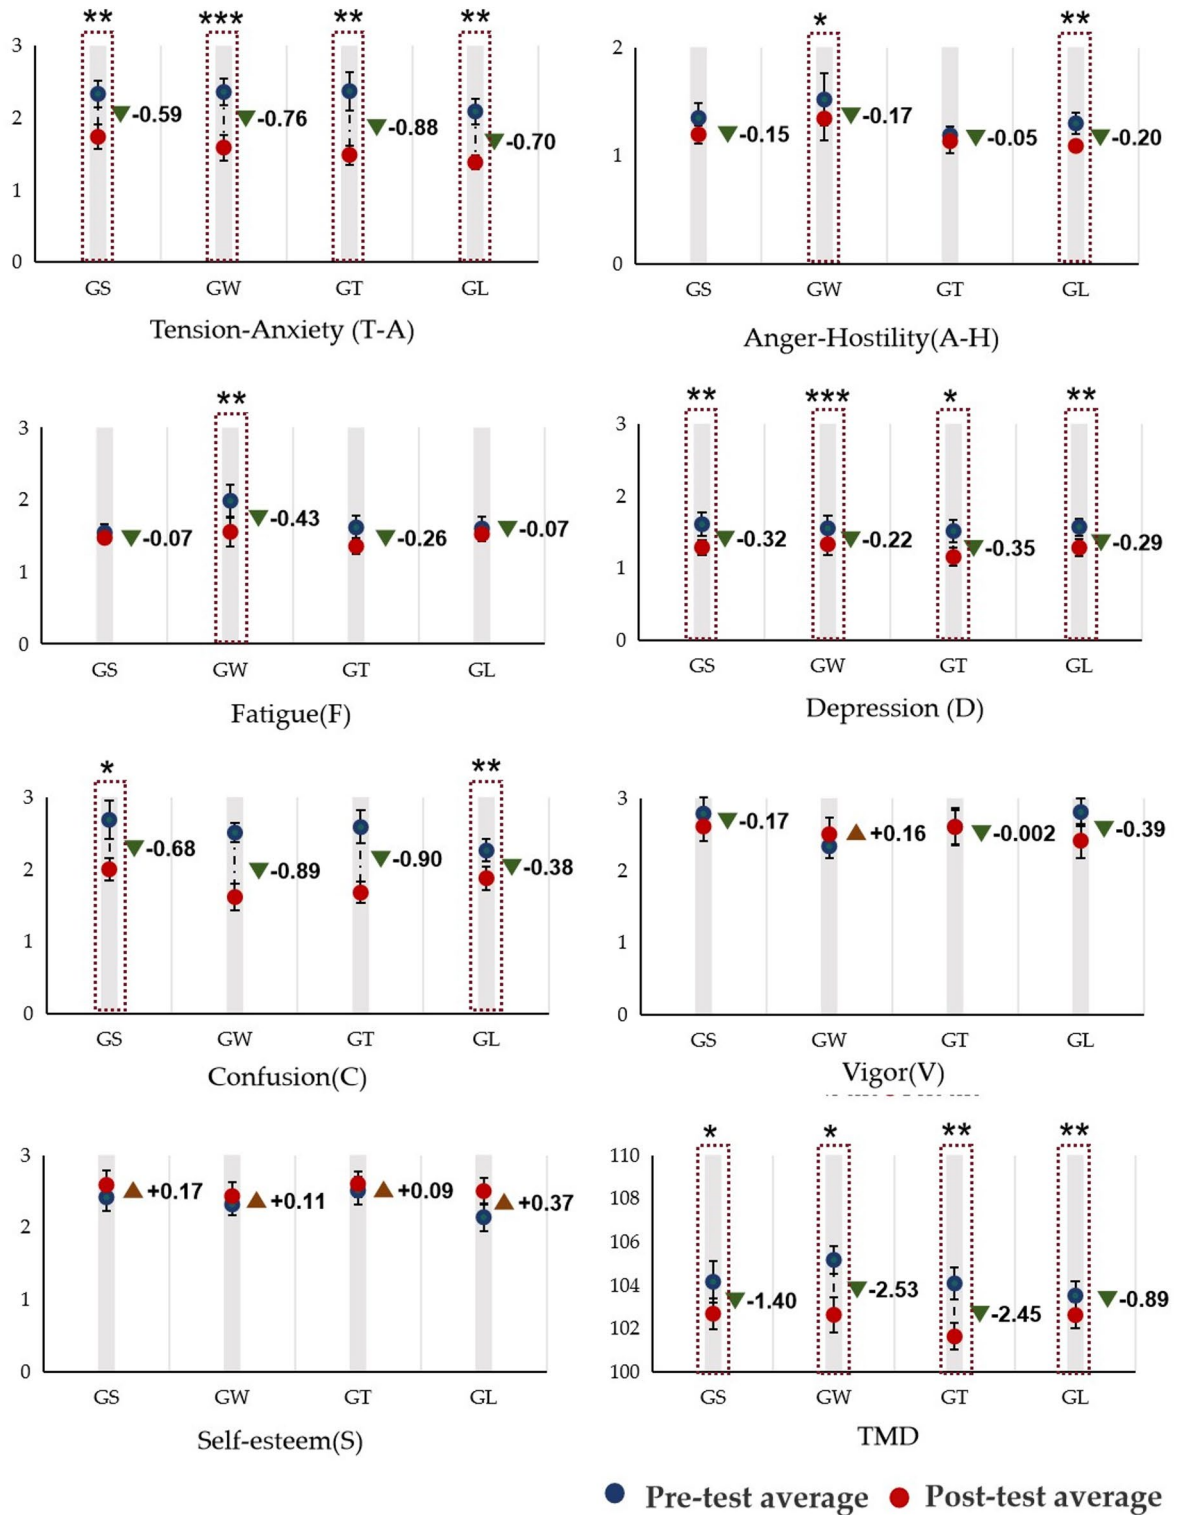 ** *** ** **
3
2
1
0
-0.59 -0.76 -0.88 -0.70
GS GW GT GL
Tension-Anxiety (T-A)
* **
2
1
0
-0.15 -0.17 -0.05 -0.20
GS GW GT GL
Anger-Hostility(A-H)
**
3
2
1
0
-0.07 -0.43 -0.26 -0.07
GS GW GT GL
Fatigue(F)
** *** * **
3
2
1
0
-0.32 -0.22 -0.35 -0.29
GS GW GT GL
Depression (D)
* **
3
2
1
0
-0.68 -0.89 -0.90 -0.38
GS GW GT GL
Confusion(C)
3
2
1
0
-0.17 +0.16 -0.002 -0.39
GS GW GT GL
Vigor(V)
3
2
1
0
+0.17 +0.11 +0.09 +0.37
GS GW GT GL
Self-esteem(S)
* * ** **
110
108
106
104
102
100
-1.40 -2.53 -2.45 -0.89
GS GW GT GL
TMD
Pre-test average Post-test average